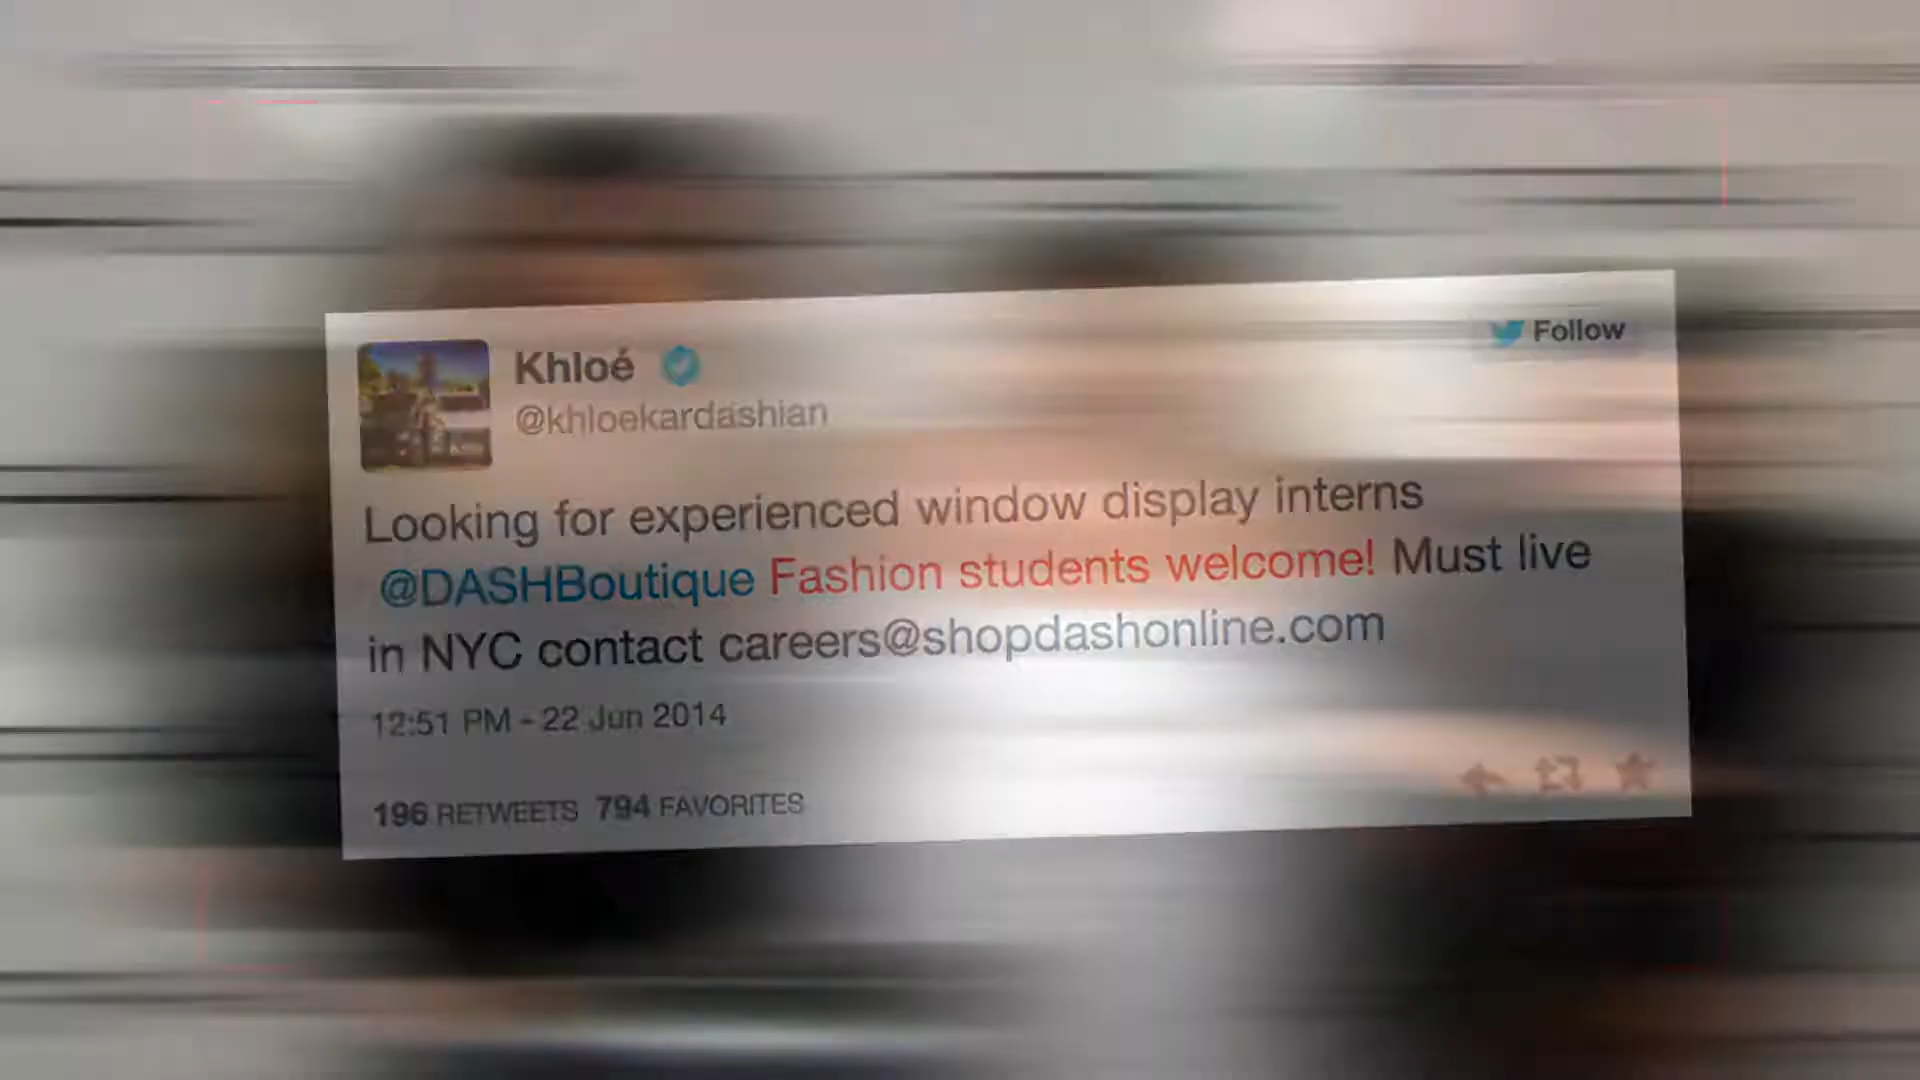 Khloé
@khloekardashian
Follow
Looking for experienced window display interns
@DASHBoutique Fashion students welcome! Must live
in NYC contact careers@shopdashonline.com
12:51 PM - 22 Jun 2014
196 RETWEETS 794 FAVORITES